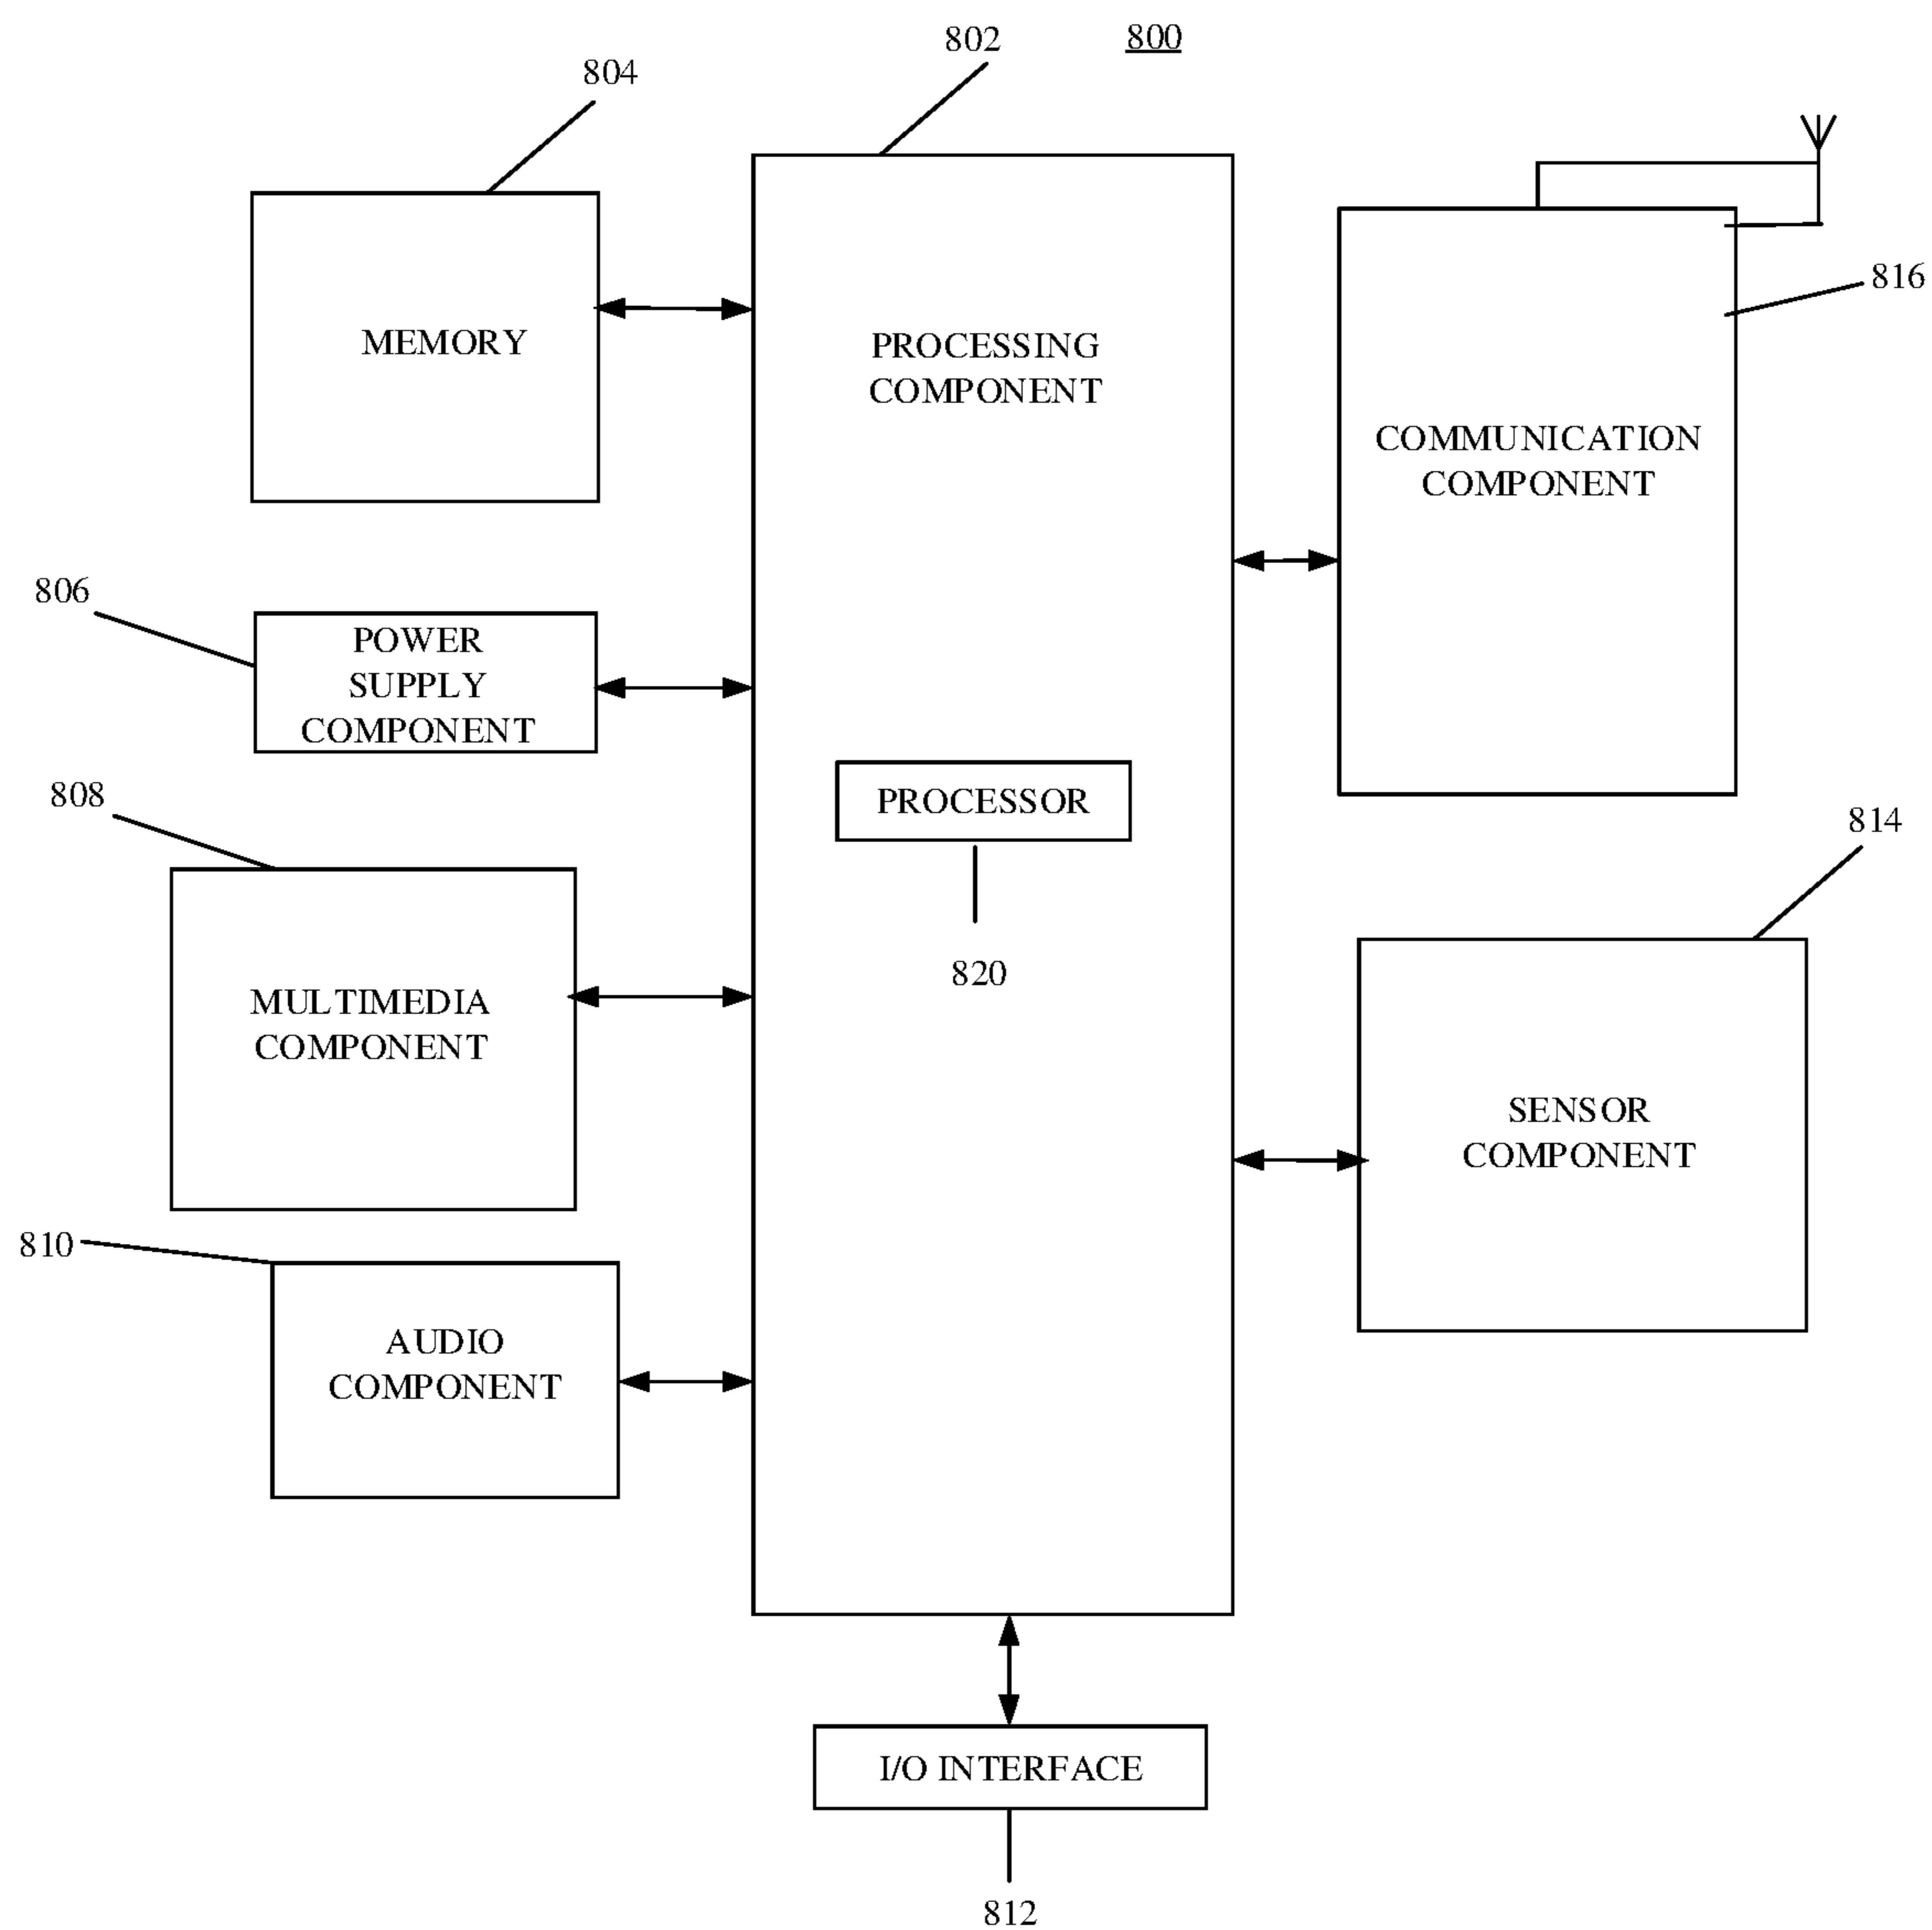 802
800
804
816
MEMORY
PROCESSING
COMPONENT
COMMUNICATION
COMPONENT
806
POWER
SUPPLY
COMPONENT
808
PROCESSOR
814
820
MULTIMEDIA
COMPONENT
SENSOR
COMPONENT
810
AUDIO
COMPONENT
I/O INTERFACE
812